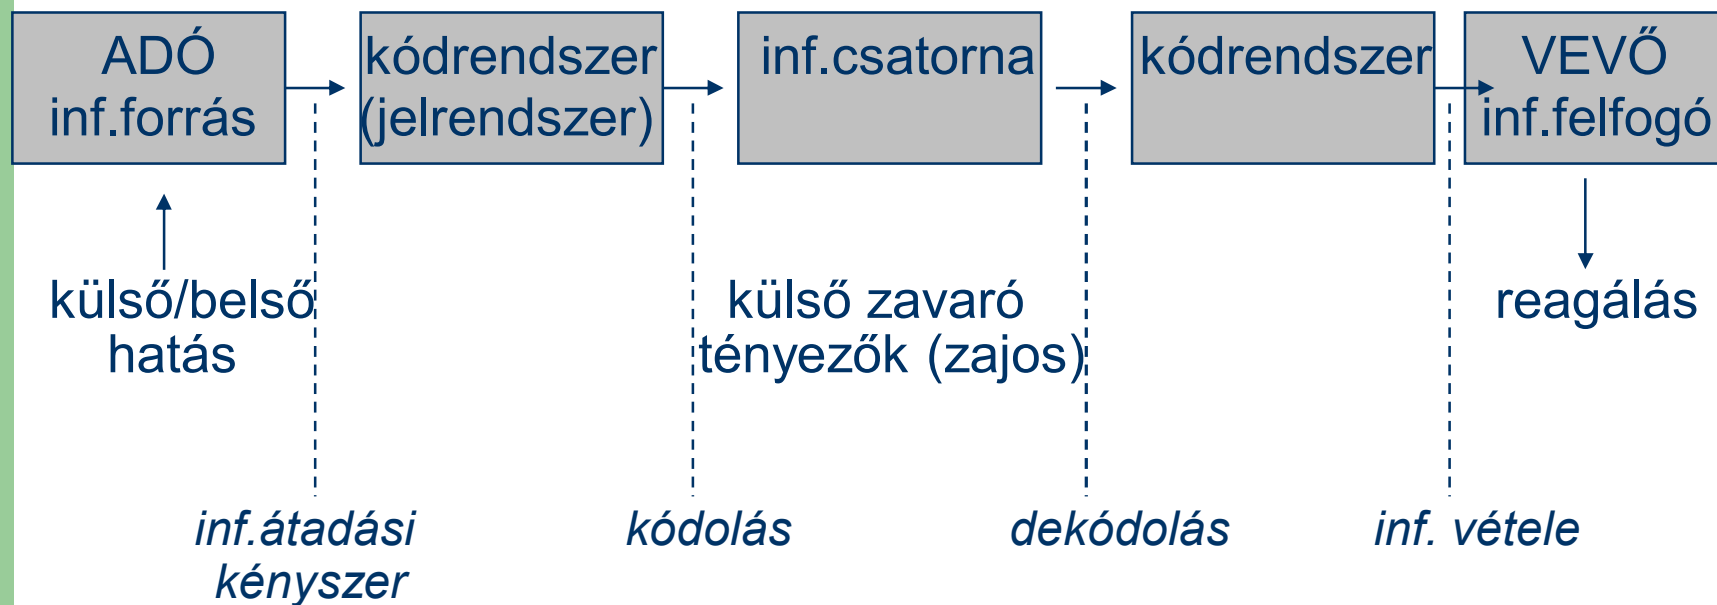 ADÓ
inf.forrás
kódrendszer
(jelrendszer)
inf.csatorna
kódrendszer
VEVŐ
inf.felfogó
külső/belső
hatás
külső zavaró
tényezők (zajos)
reagálás
inf.átadási
kényszer
kódolás
dekódolás
inf. vétele